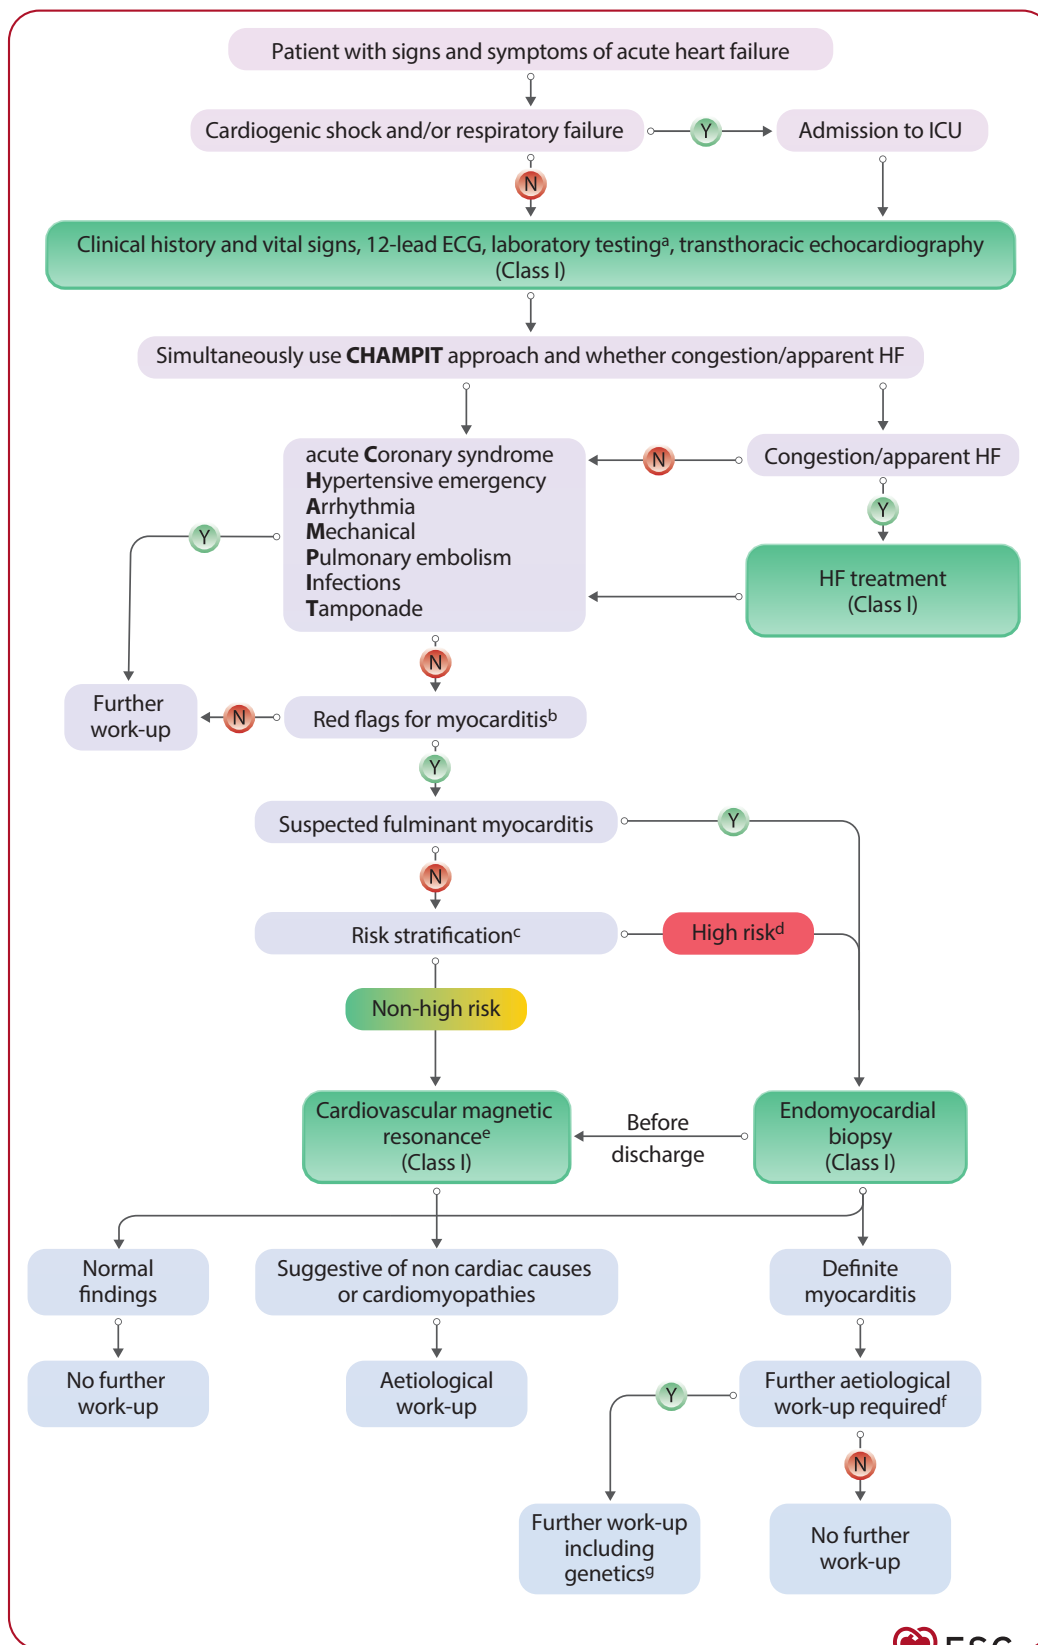 Patient with signs and symptoms of acute heart failure
Cardiogenic shock and/or respiratory failure
Y
Admission to ICU
N
Clinical history and vital signs, 12-lead ECG, laboratory testingᵃ, transthoracic echocardiography
(Class I)
Simultaneously use CHAMPIT approach and whether congestion/apparent HF
acute Coronary syndrome
Hypertensive emergency
Arrhythmia
Mechanical
Pulmonary embolism
Infections
Tamponade
N
Congestion/apparent HF
Y
Y
HF treatment
(Class I)
N
Further
work-up
N
Red flags for myocarditisᵇ
Y
Suspected fulminant myocarditis
Y
N
Risk stratificationᶜ
High riskᵈ
Non-high risk
Cardiovascular magnetic
resonanceᵉ
(Class I)
Before
discharge
Endomyocardial
biopsy
(Class I)
Normal
findings
Suggestive of non cardiac causes
or cardiomyopathies
Definite
myocarditis
No further
work-up
Aetiological
work-up
Y
Further aetiological
work-up requiredᶠ
N
Further work-up
including
geneticsᵍ
No further
work-up
ESC